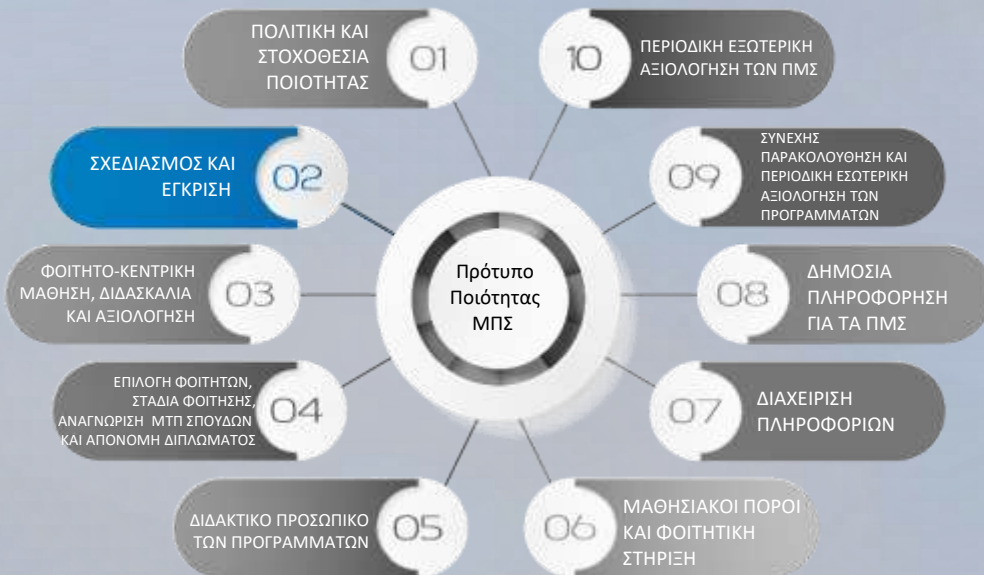 ΠΟΛΙΤΙΚΗ ΚΑΙ
ΣΤΟΧΟΘΕΣΙΑ
ΠΟΙΟΤΗΤΑΣ
01
ΣΧΕΔΙΑΣΜΟΣ ΚΑΙ
ΕΓΚΡΙΣΗ
02
ΦΟΙΤΗΤΟ-ΚΕΝΤΡΙΚΗ
ΜΑΘΗΣΗ, ΔΙΔΑΣΚΑΛΙΑ
ΚΑΙ ΑΞΙΟΛΟΓΗΣΗ
03
ΕΠΙΛΟΓΗ ΦΟΙΤΗΤΩΝ,
ΣΤΑΔΙΑ ΦΟΙΤΗΣΗΣ,
ΑΝΑΓΝΩΡΙΣΗ ΜΤΠ ΣΠΟΥΔΩΝ
ΚΑΙ ΑΠΟΝΟΜΗ ΔΙΠΛΩΜΑΤΟΣ
04
ΔΙΔΑΚΤΙΚΟ ΠΡΟΣΩΠΙΚΟ
ΤΩΝ ΠΡΟΓΡΑΜΜΑΤΩΝ
05
Πρότυπο
Ποιότητας
ΜΠΣ
10
ΠΕΡΙΟΔΙΚΗ ΕΞΩΤΕΡΙΚΗ
ΑΞΙΟΛΟΓΗΣΗ ΤΩΝ ΠΜΣ
09
ΣΥΝΕΧΗΣ
ΠΑΡΑΚΟΛΟΥΘΗΣΗ ΚΑΙ
ΠΕΡΙΟΔΙΚΗ ΕΣΩΤΕΡΙΚΗ
ΑΞΙΟΛΟΓΗΣΗ ΤΩΝ
ΠΡΟΓΡΑΜΜΑΤΩΝ
08
ΔΗΜΟΣΙΑ
ΠΛΗΡΟΦΟΡΗΣΗ
ΓΙΑ ΤΑ ΠΜΣ
07
ΔΙΑΧΕΙΡΙΣΗ
ΠΛΗΡΟΦΟΡΙΩΝ
06
ΜΑΘΗΣΙΑΚΟΙ ΠΟΡΟΙ
ΚΑΙ ΦΟΙΤΗΤΙΚΗ
ΣΤΗΡΙΞΗ